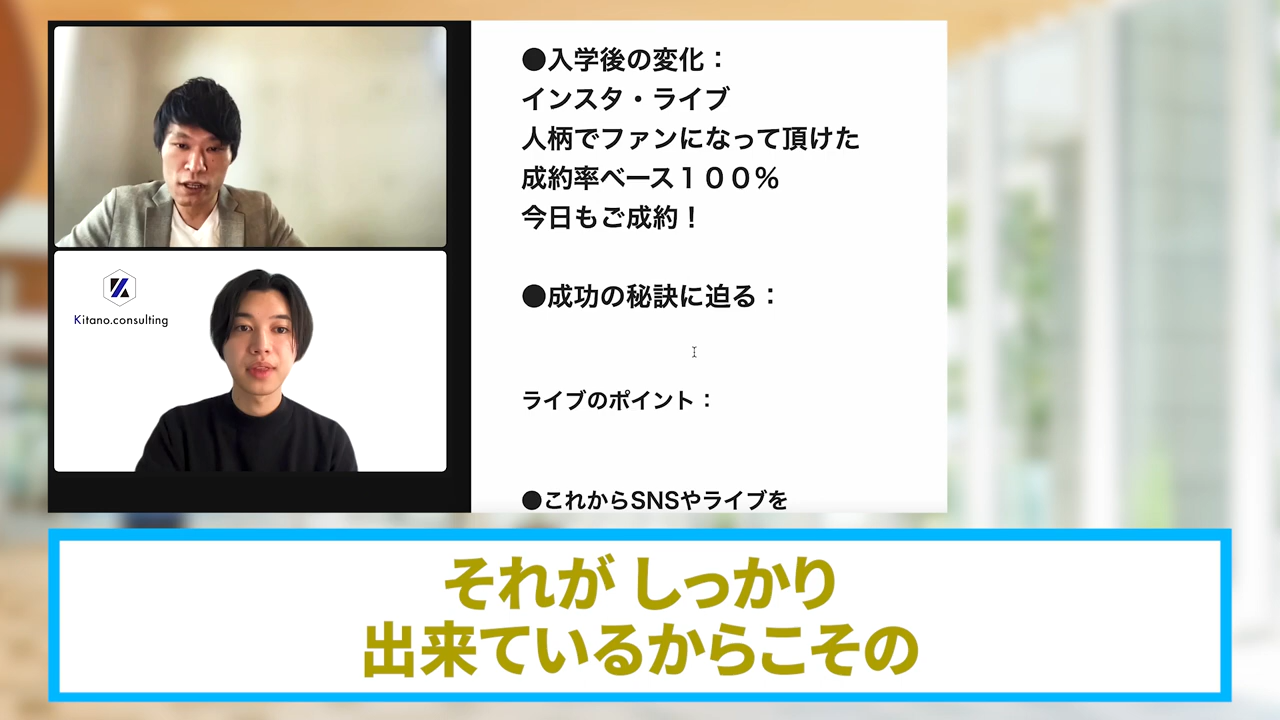 Kitano.consulting
●入学後の変化：
インスタ・ライブ
人柄でファンになって頂けた
成約率ベース１００％
今日もご成約！
●成功の秘訣に迫る：
ライブのポイント：
●これからSNSやライブを
それが しっかり
出来ているからこその